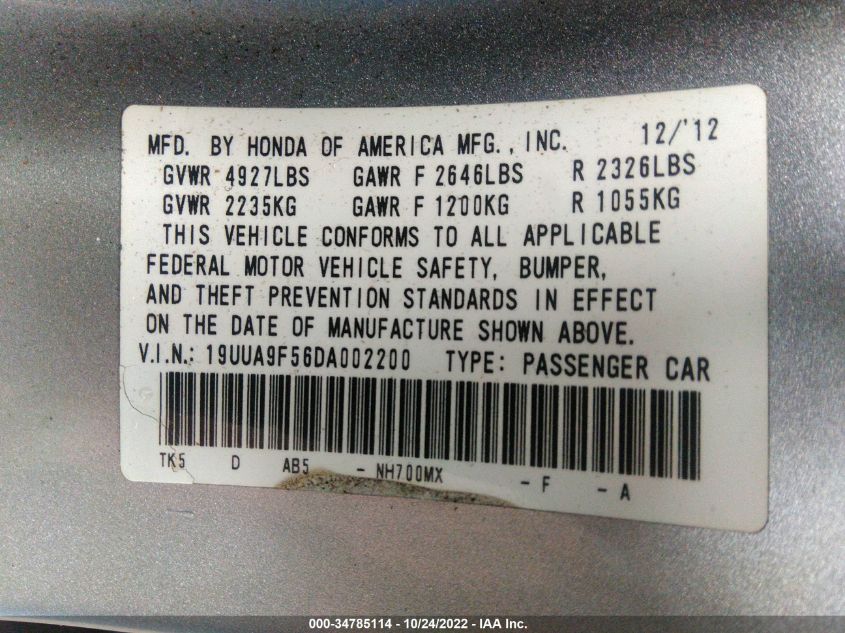 MFD. BY HONDA OF AMERICA MFG., INC. 12/'12
GVWR 4927LBS GAWR F 2646LBS R 2326LBS
GVWR 2235KG GAWR F 1200KG R 1055KG
THIS VEHICLE CONFORMS TO ALL APPLICABLE
FEDERAL MOTOR VEHICLE SAFETY, BUMPER,
AND THEFT PREVENTION STANDARDS IN EFFECT
ON THE DATE OF MANUFACTURE SHOWN ABOVE.
V.I.N.: 19UUA9F56DA002200 TYPE: PASSENGER CAR
TK5 D AB5 - NH700MX - F - A
000-34785114 - 10/24/2022 - IAA Inc.